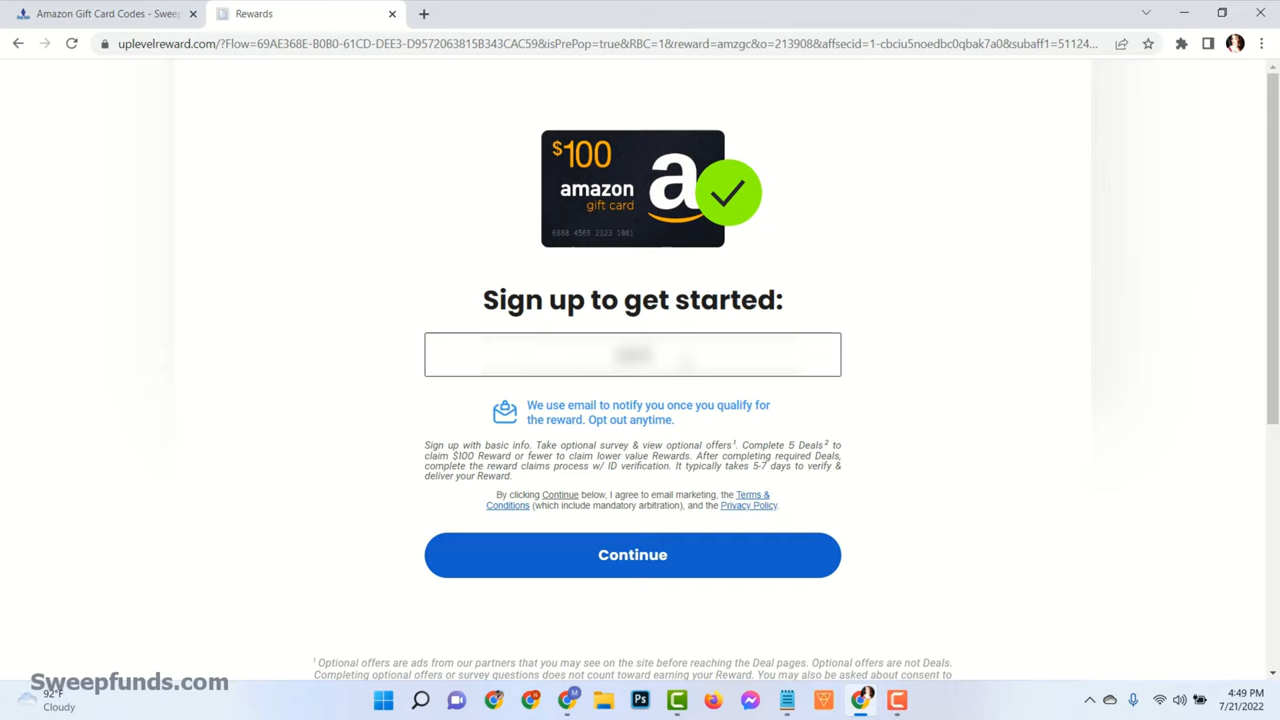 Amazon Gift Card Codes - Sweep
Rewards
uplevelreward.com/?Flow=69AE368E-B0B0-61CD-DEE3-D9572063815B343CAC59&isPrePop=true&RBC=1&reward=amzgc&o=213908&affsecid=1-cbciu5noedbc0qbak7a0&subaff1=51124...
$100
amazon
gift card
6888 4565 2323 1001
a
Sign up to get started:
We use email to notify you once you qualify for
the reward. Opt out anytime.
Sign up with basic info. Take optional survey & view optional offers¹. Complete 5 Deals² to
claim $100 Reward or fewer to claim lower value Rewards. After completing required Deals,
complete the reward claims process w/ ID verification. It typically takes 5-7 days to verify &
deliver your Reward.
By clicking Continue below, I agree to email marketing, the Terms &
Conditions (which include mandatory arbitration), and the Privacy Policy.
Continue
¹ Optional offers are ads from our partners that you may see on the site before reaching the Deal pages. Optional offers are not Deals.
Completing optional offers or survey questions does not count toward earning your Reward. You may also be asked about consent to
Sweepfunds.com
92°F
Cloudy
Ps
4:49 PM
7/21/2022